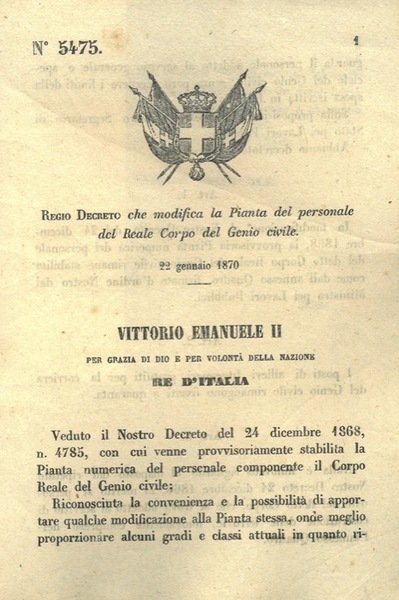 N° 5475.
1
REGIO DECRETO che modifica la Pianta del personale
del Reale Corpo del Genio civile.
22 gennaio 1870
VITTORIO EMANUELE II
PER GRAZIA DI DIO E PER VOLONTÀ DELLA NAZIONE
RE D'ITALIA
Veduto il Nostro Decreto del 24 dicembre 1868,
n. 4785, con cui venne provvisoriamente stabilita la
Pianta numerica del personale componente il Corpo
Reale del Genio civile;
Riconosciuta la convenienza e la possibilità di appor-
tare qualche modificazione alla Pianta stessa, onde meglio
proporzionare alcuni gradi e classi attuali in quanto ri-